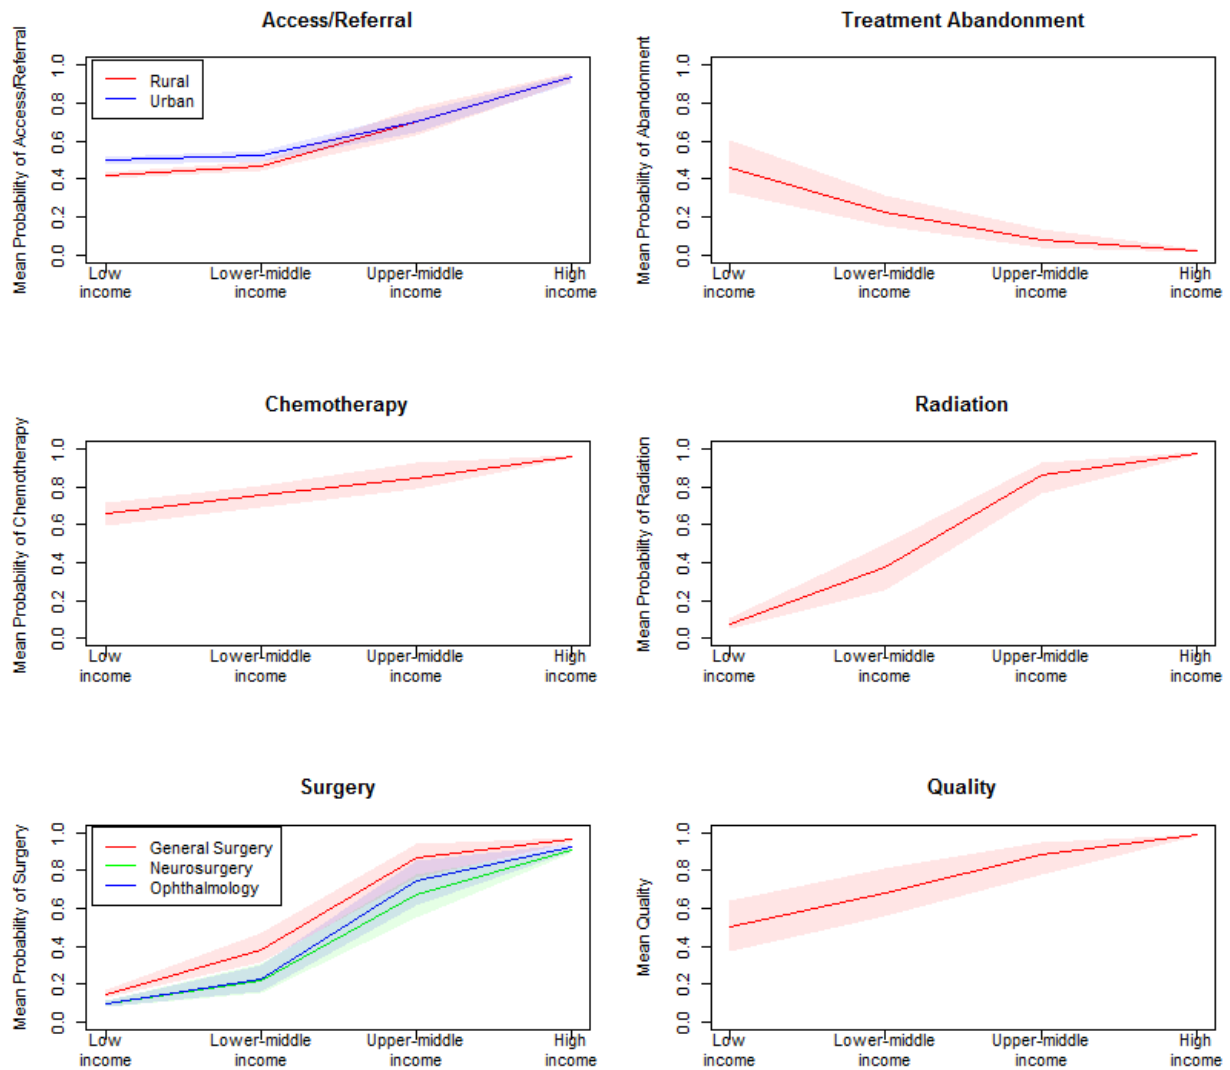 Access/Referral
Mean Probability of Access/Referral
1.0
0.8
0.6
0.4
0.2
0.0
Rural
Urban
Low
income
Lower-middle
income
Upper-middle
income
High
income
Treatment Abandonment
Mean Probability of Abandonment
1.0
0.8
0.6
0.4
0.2
0.0
Low
income
Lower-middle
income
Upper-middle
income
High
income
Chemotherapy
Mean Probability of Chemotherapy
1.0
0.8
0.6
0.4
0.2
0.0
Low
income
Lower-middle
income
Upper-middle
income
High
income
Radiation
Mean Probability of Radiation
1.0
0.8
0.6
0.4
0.2
0.0
Low
income
Lower-middle
income
Upper-middle
income
High
income
Surgery
Mean Probability of Surgery
1.0
0.8
0.6
0.4
0.2
0.0
General Surgery
Neurosurgery
Ophthalmology
Low
income
Lower-middle
income
Upper-middle
income
High
income
Quality
Mean Quality
1.0
0.8
0.6
0.4
0.2
0.0
Low
income
Lower-middle
income
Upper-middle
income
High
income